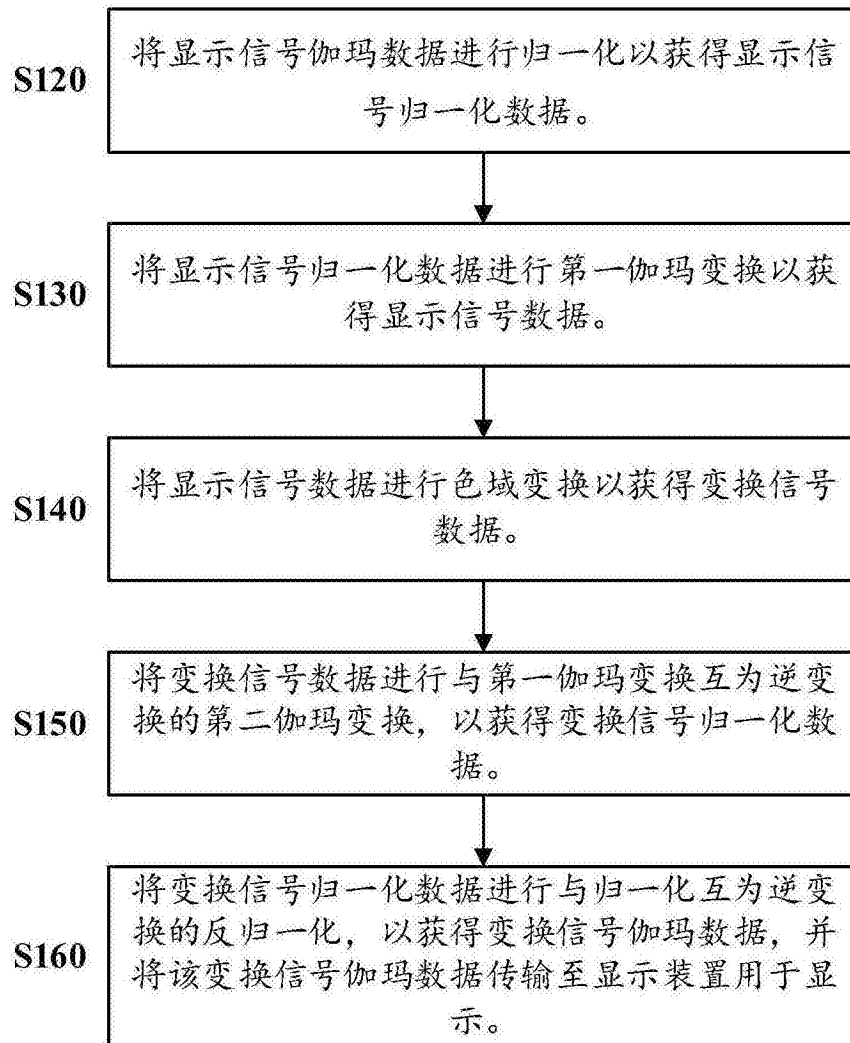 S120
将显示信号伽玛数据进行归一化以获得显示信
号归一化数据。
S130
将显示信号归一化数据进行第一伽玛变换以获
得显示信号数据。
S140
将显示信号数据进行色域变换以获得变换信号
数据。
S150
将变换信号数据进行与第一伽玛变换互为逆变
换的第二伽玛变换，以获得变换信号归一化数
据。
S160
将变换信号归一化数据进行与归一化互为逆变
换的反归一化，以获得变换信号伽玛数据，并
将该变换信号伽玛数据传输至显示装置用于显
示。